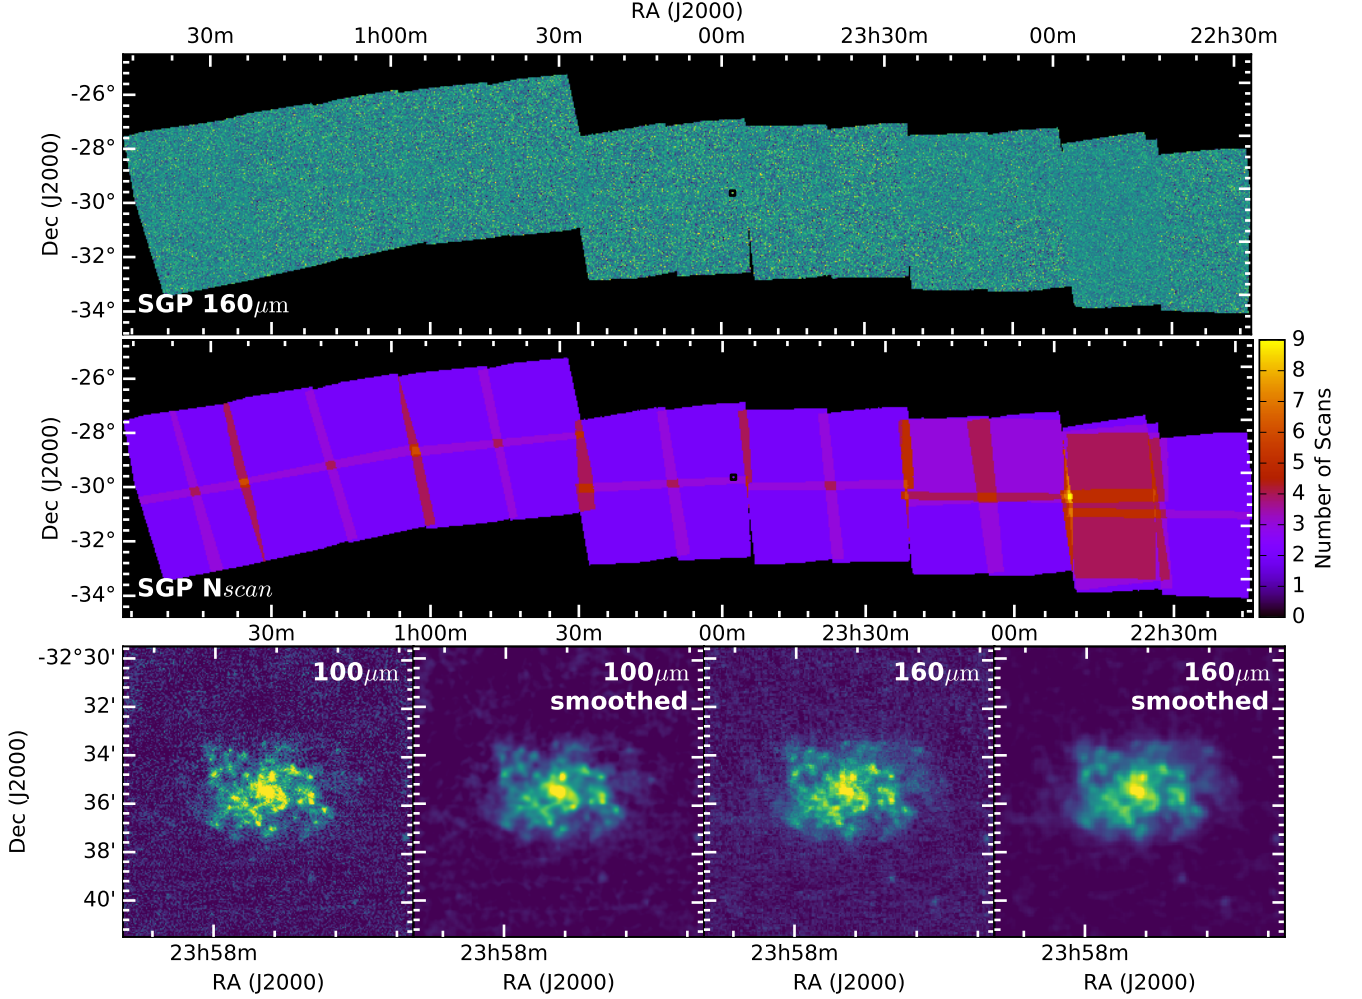 RA (J2000)
30m 1h00m 30m 00m 23h30m 00m 22h30m
-26°
-28°
-30°
-32°
-34°
Dec (J2000)
SGP 160μm
-26°
-28°
-30°
-32°
-34°
Dec (J2000)
SGP Nscan
9
8
7
6
5
4
3
2
1
0
Number of Scans
30m 1h00m 30m 00m 23h30m 00m 22h30m
-32°30'
32'
34'
36'
38'
40'
Dec (J2000)
100μm
100μm
smoothed
160μm
160μm
smoothed
23h58m 23h58m 23h58m 23h58m
RA (J2000) RA (J2000) RA (J2000) RA (J2000)